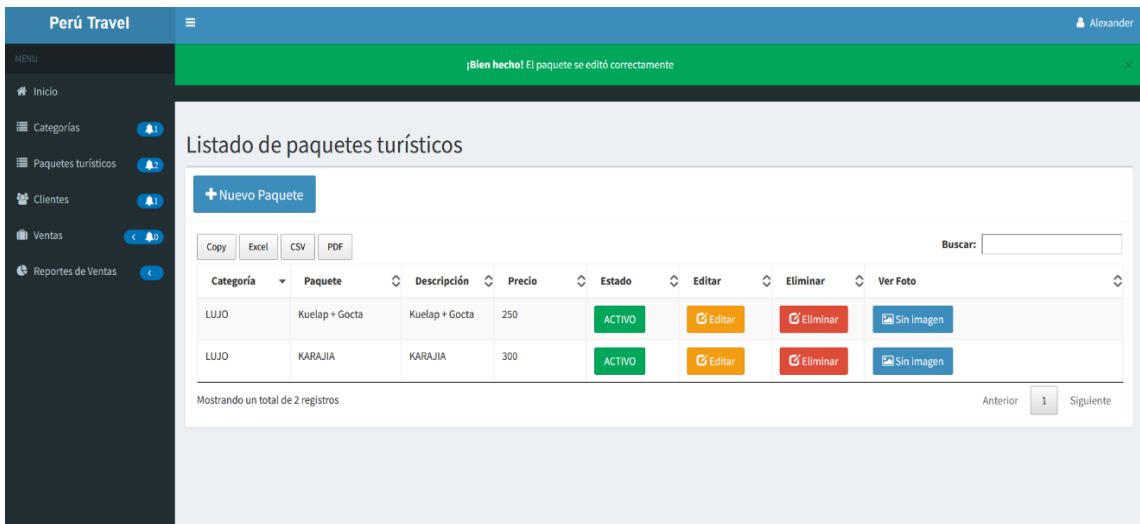 Perú Travel
Alexander
¡Bien hecho! El paquete se editó correctamente ×
MENU
Inicio
Categorías 1
Paquetes turísticos 2
Clientes 1
Ventas 0
Reportes de Ventas
Listado de paquetes turísticos
Nuevo Paquete
Copy Excel CSV PDF Buscar:
Categoría Paquete Descripción Precio Estado Editar Eliminar Ver Foto
LUJO Kuelap + Gocta Kuelap + Gocta 250 ACTIVO Editar Eliminar Sin imagen
LUJO KARAJIA KARAJIA 300 ACTIVO Editar Eliminar Sin imagen
Mostrando un total de 2 registros Anterior 1 Siguiente